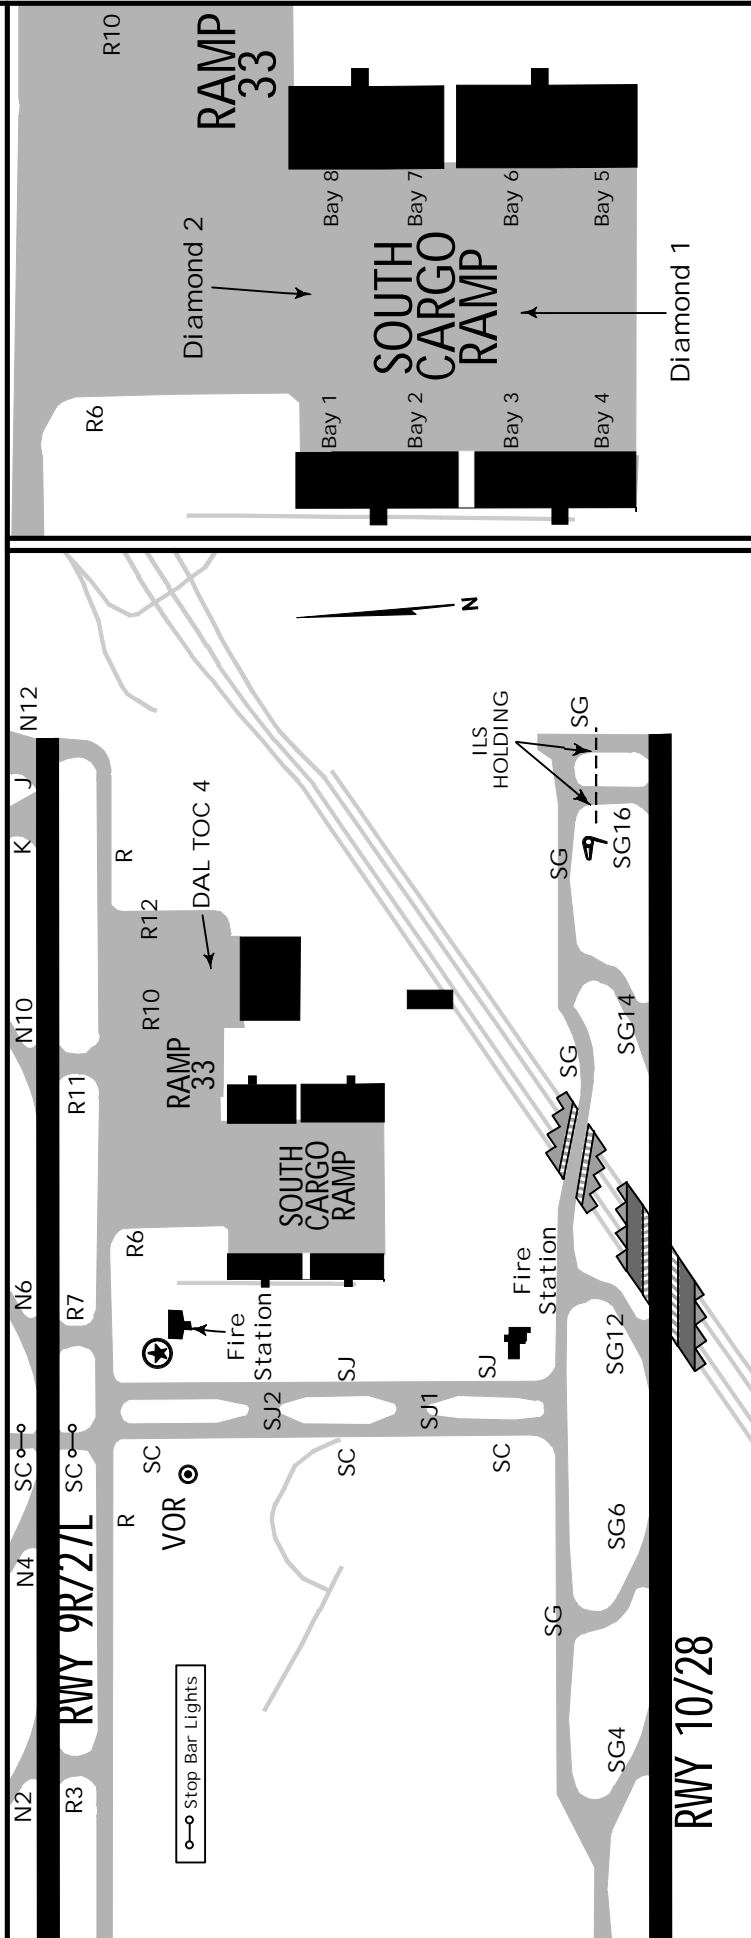 R10
RAMP
33
Diamond 2
Bay 8
Bay 7
Bay 6
Bay 5
SOUTH
CARGO
RAMP
Diamond 1
R6
Bay 1
Bay 2
Bay 3
Bay 4
N
N12
J
K
R
DAL TOC 4
R12
R10
N10
R11
RAMP
33
ILS
HOLDING
SG
SG
SG16
SG14
SG
SOUTH
CARGO
RAMP
R6
N6
R7
Fire
Station
Fire
Station
SG12
SJ
SJ
SJ2
SJ1
SC
SC
SC
SC
SC
VOR
R
N4
RWY 9R/27L
SG6
SG
SG4
RWY 10/28
Stop Bar Lights
N2
R3